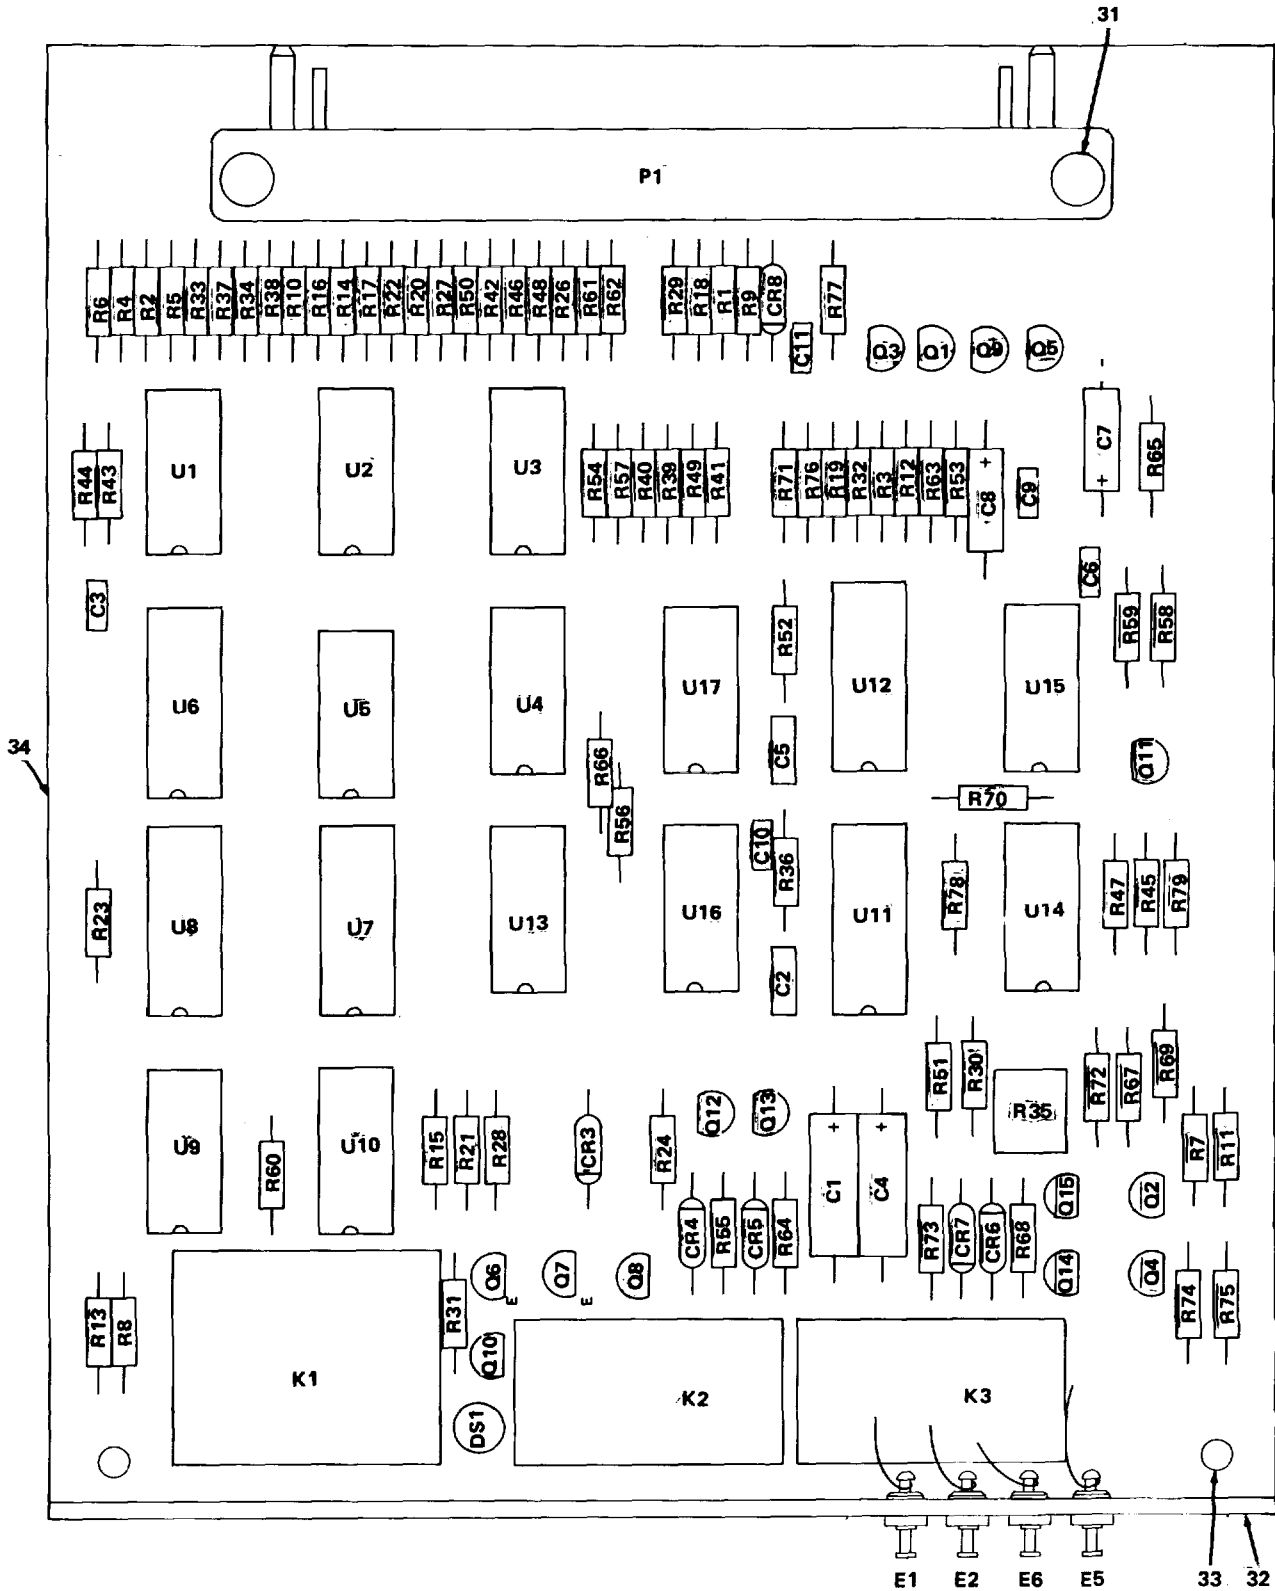 31
P1
R6 R4 R2 R5 R33 R37 R34 R38 R10 R16 R14 R17 R22 R20 R27 R50 R42 R46 R48 R26 R61 R62 R29 R18 R1 R9 CR8 R77
C11 Q3 Q1 Q9 Q5
R44 R43 U1 U2 U3 R54 R57 R40 R39 R49 R41 R71 R76 R19 R32 R3 R12 R63 R53 + C8 C9 C7 + R65
C3 C6
R52 R59 R58
U6 U5 U4 U17 U12 U15
34 R66 C5 Q11
R56 R70
C10 R36
R23 U8 U7 U13 U16 U11 R78 U14 R47 R45 R79
C2
R51 R30 R72 R67 R69
U9 R60 U10 R15 R21 R28 CR3 R24 Q12 Q13 + + R35 R7 R11
C1 C4 Q15 Q2
CR4 R55 CR5 R64 R73 CR7 CR6 R68
Q6 Q7 Q8 Q14 Q4
E E
R13 R8 R31 R74 R75
Q10
K1 K2 K3
DS1
E1 E2 E6 E5 33 32